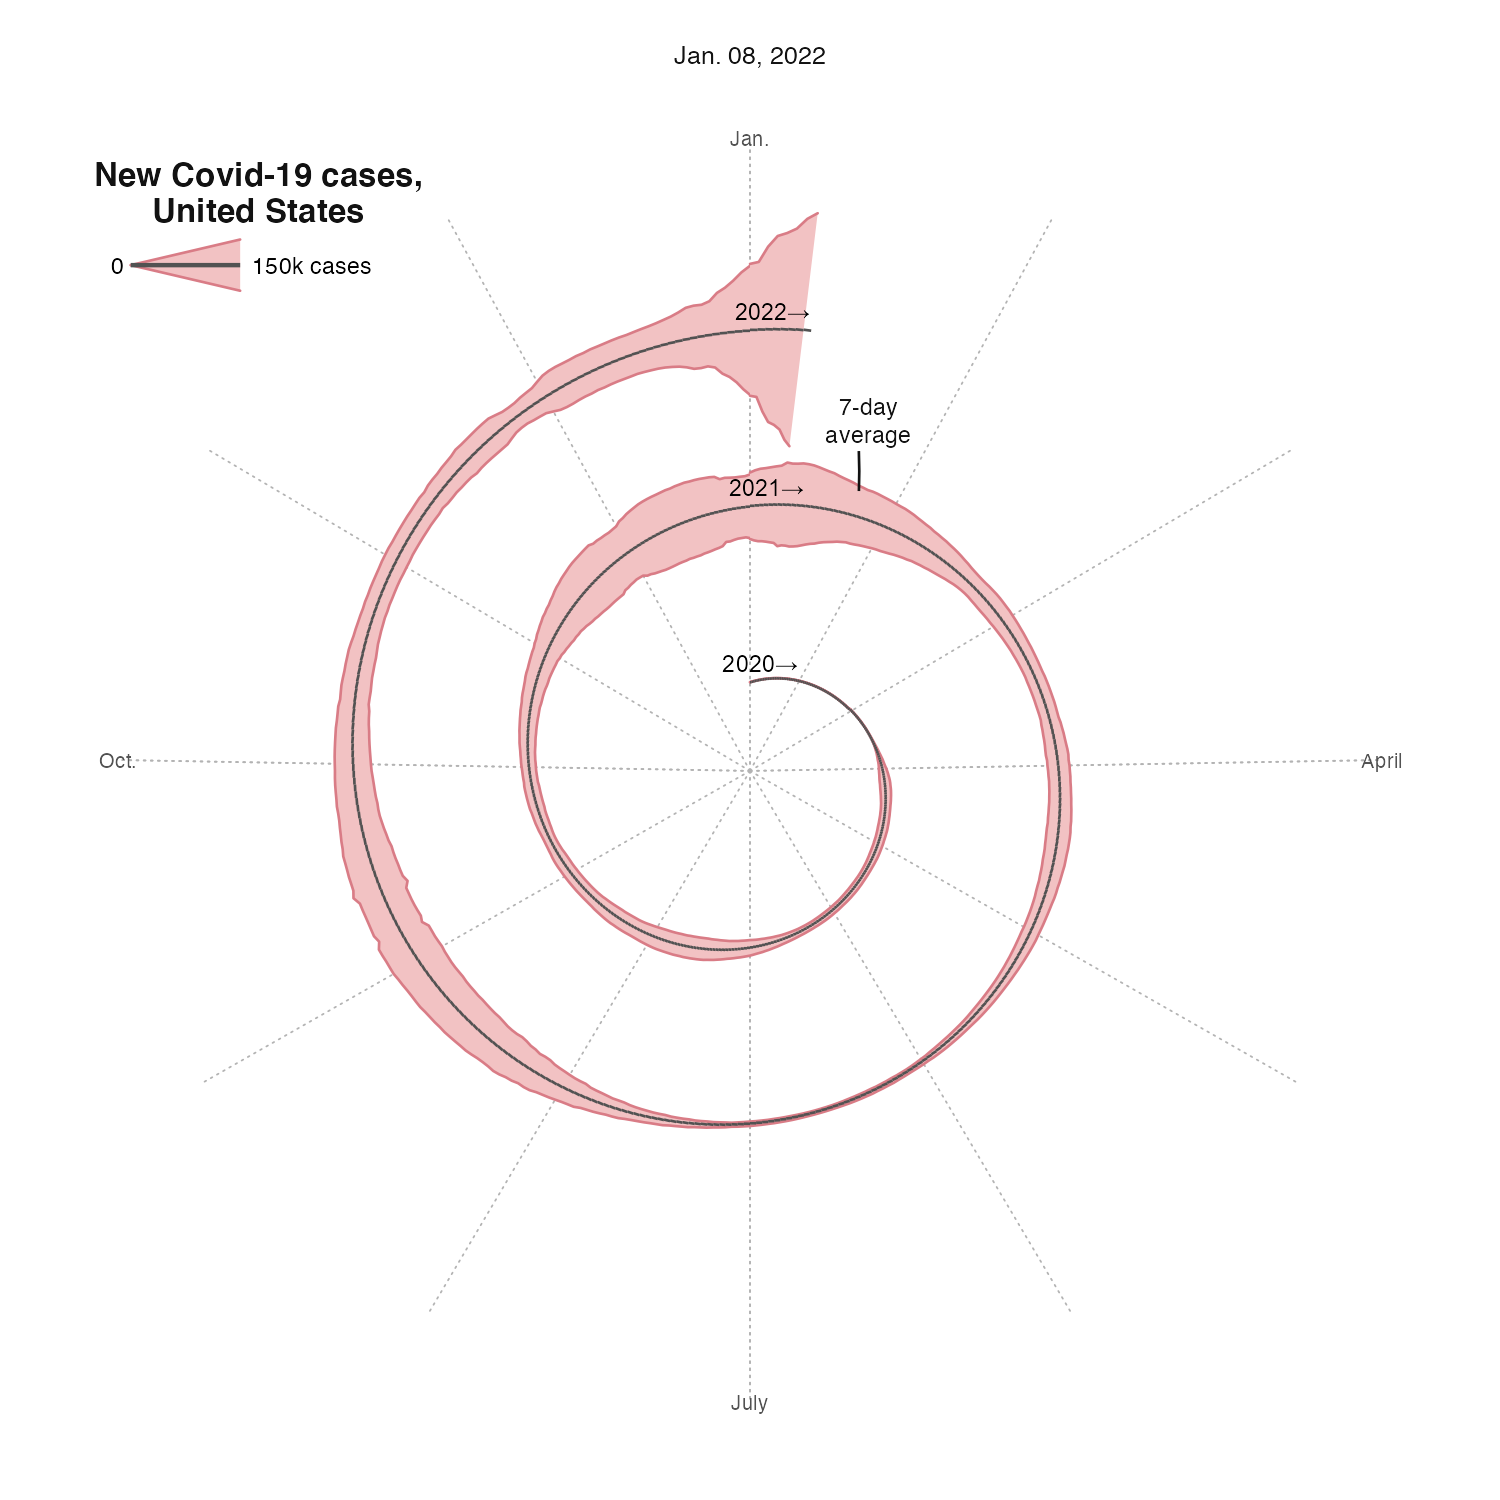 Jan. 08, 2022
Jan.
New Covid-19 cases,
United States
0
150k cases
2022→
7-day
average
2021→
2020→
Oct.
April
July